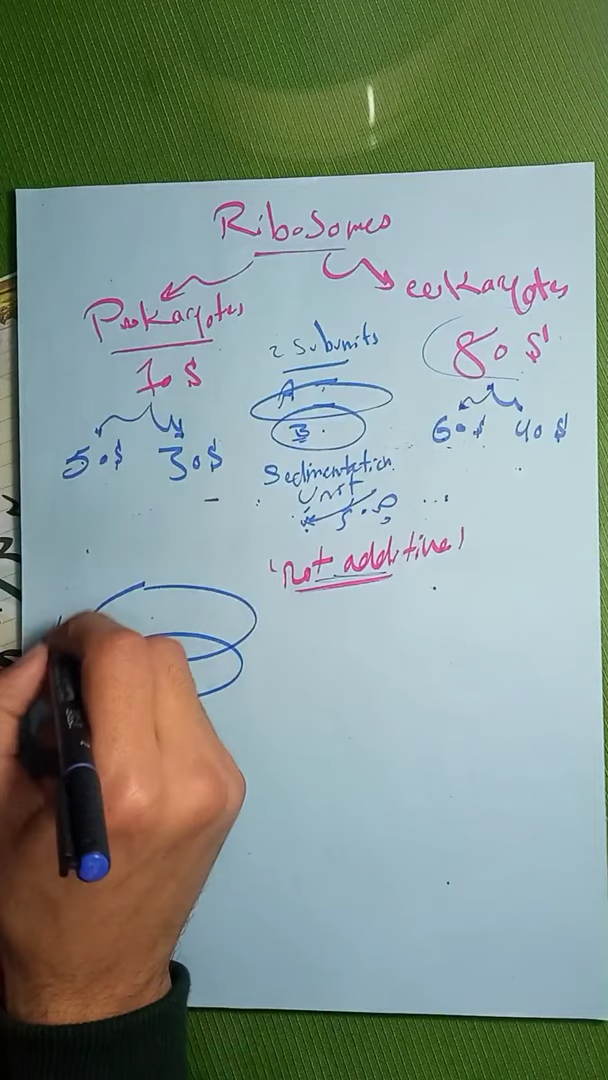 Ribosomes
Prokaryotes
eukaryotes
70 S
2 Subunits
80 S
50 S 30 S
A
B
60 S 40 S
Sedimentation
Unit
"Not additive"